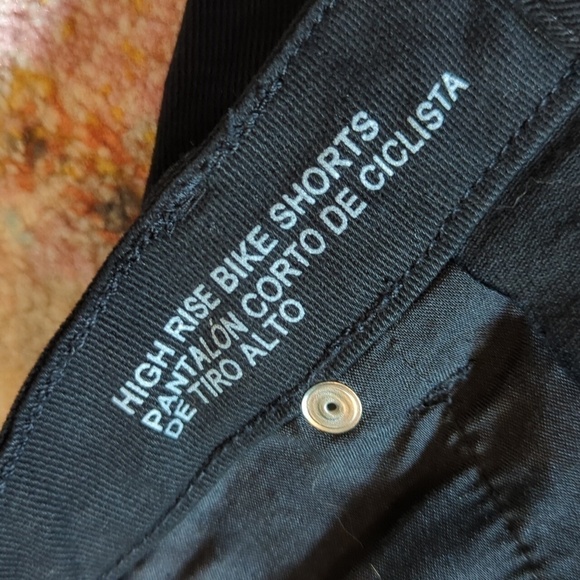 HIGH RISE BIKE SHORTS
PANTALÓN CORTO DE CICLISTA
DE TIRO ALTO